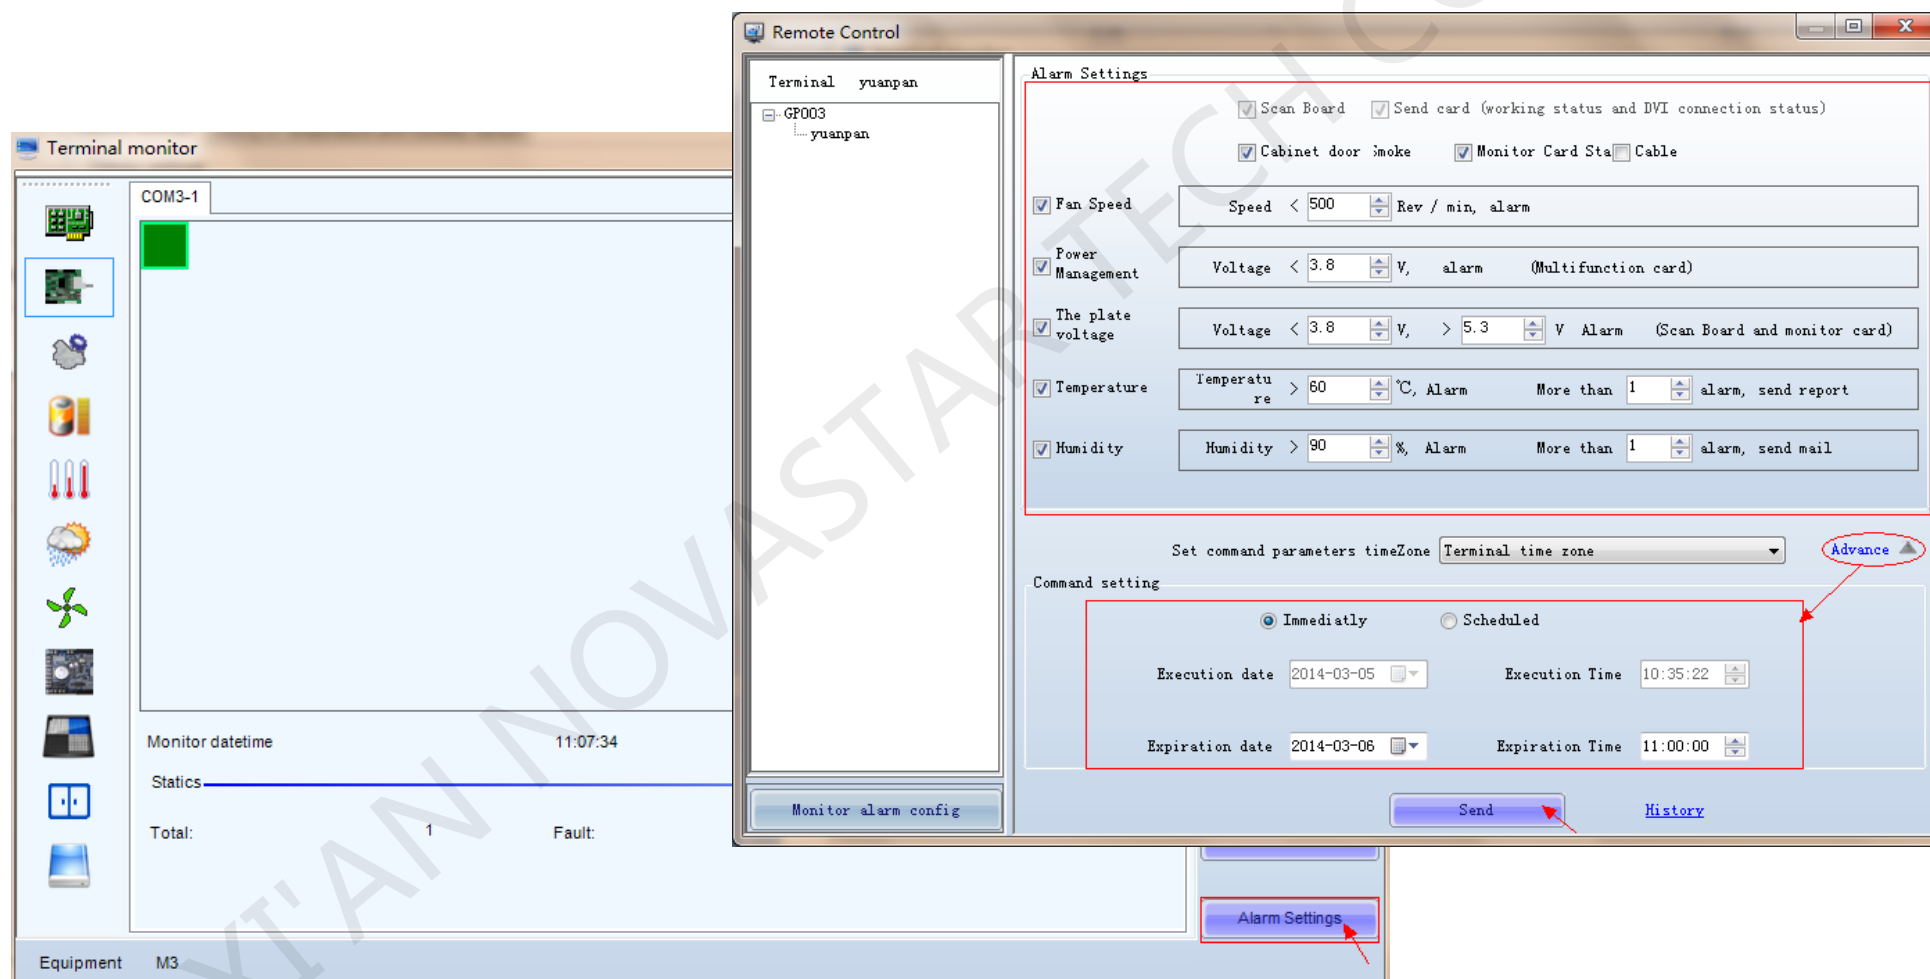 Remote Control
Terminal yuanpan
GP003
yuanpan
Monitor alarm config
Alarm Settings
Scan Board Send card (working status and DVI connection status)
Cabinet door Smoke Monitor Card Sta Cable
Fan Speed Speed < 500 Rev / min, alarm
Power
Management Voltage < 3.8 V, alarm (Multifunction card)
The plate
voltage Voltage < 3.8 V, > 5.3 V Alarm (Scan Board and monitor card)
Temperature Temperatu
re > 60 °C, Alarm More than 1 alarm, send report
Humidity Humidity > 90 %, Alarm More than 1 alarm, send mail
Set command parameters timeZone Terminal time zone Advance
Command setting
Immediatly Scheduled
Execution date 2014-03-05 Execution Time 10:35:22
Expiration date 2014-03-06 Expiration Time 11:00:00
Send History
Terminal monitor
COM3-1
Monitor datetime 11:07:34
Statics
Total: 1 Fault:
Alarm Settings
Equipment M3
XI'AN NOVASTAR TECH CO